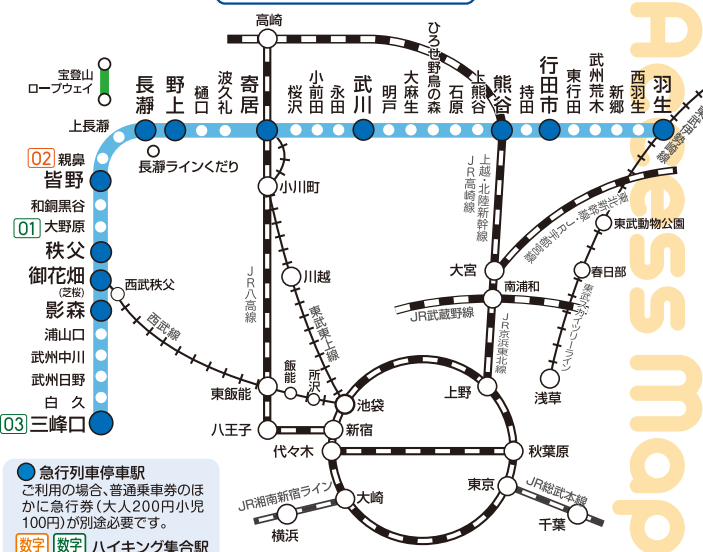 Access Map
高崎
宝登山
ロープウェイ
長瀞
野上
樋口
波久礼
寄居
桜沢
小前田
永田
武川
明戸
大麻生
ひろせ野鳥の森
石原
上熊谷
熊谷
持田
行田市
東行田
武州荒木
新郷
西羽生
羽生
東武伊勢崎線
上長瀞
長瀞ラインくだり
02 親鼻
皆野
和銅黒谷
01 大野原
秩父
御花畑
(芝桜)
西武秩父
影森
浦山口
武州中川
武州日野
白久
03 三峰口
西武線
小川町
JR八高線
川越
東武東上線
上越・北陸新幹線
JR高崎線
東北新幹線・JR宇都宮線
東武動物公園
春日部
東武スカイツリーライン
浅草
大宮
南浦和
JR武蔵野線
JR京浜東北線
東飯能
飯能
所沢
池袋
上野
八王子
新宿
代々木
秋葉原
大崎
東京
JR湘南新宿ライン
横浜
JR総武本線
千葉
急行列車停車駅
ご利用の場合、普通乗車券のほ
かに急行券(大人200円小児
100円)が別途必要です。
数字 数字 ハイキング集合駅